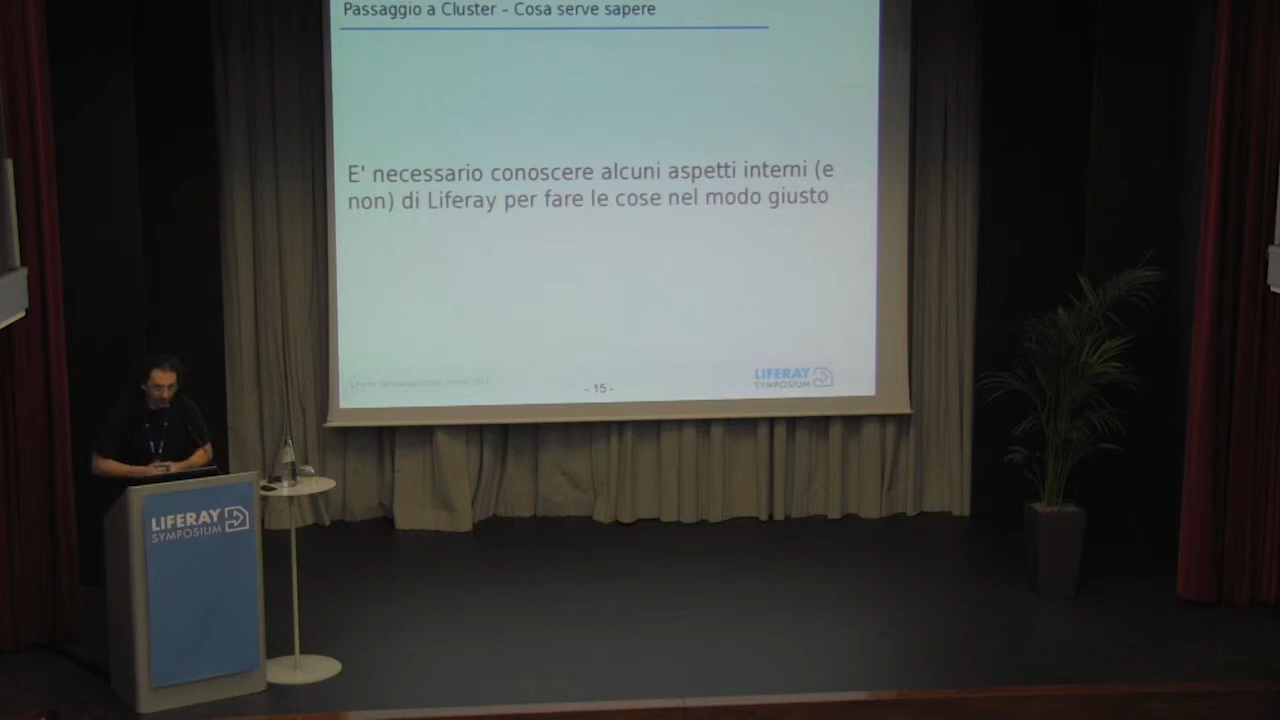 Passaggio a Cluster – Cosa serve sapere
E' necessario conoscere alcuni aspetti interni (e
non) di Liferay per fare le cose nel modo giusto
- 15 -
LIFERAY
SYMPOSIUM
LIFERAY
SYMPOSIUM